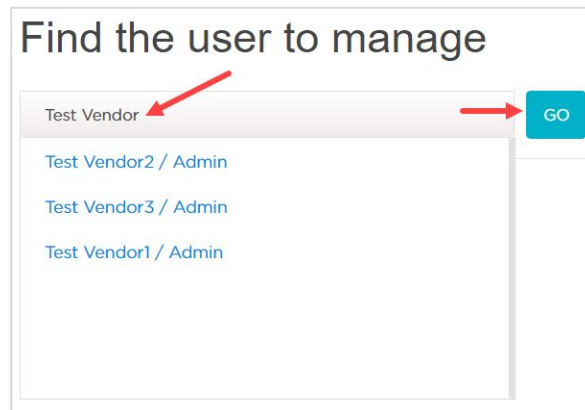 Find the user to manage
Test Vendor
GO
Test Vendor2 / Admin
Test Vendor3 / Admin
Test Vendor1 / Admin